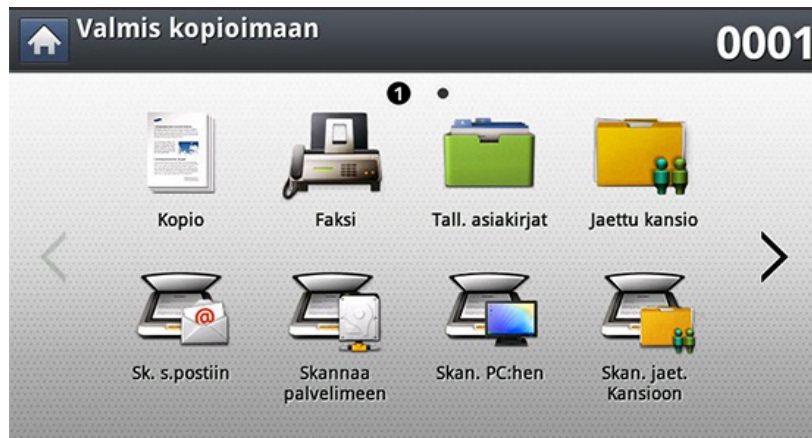 Valmis kopioimaan
0001
1
Kopio
Faksi
Tall. asiakirjat
Jaettu kansio
@
Sk. s.postiin
Skannaa
palvelimeen
Skan. PC:hen
Skan. jaet.
Kansioon